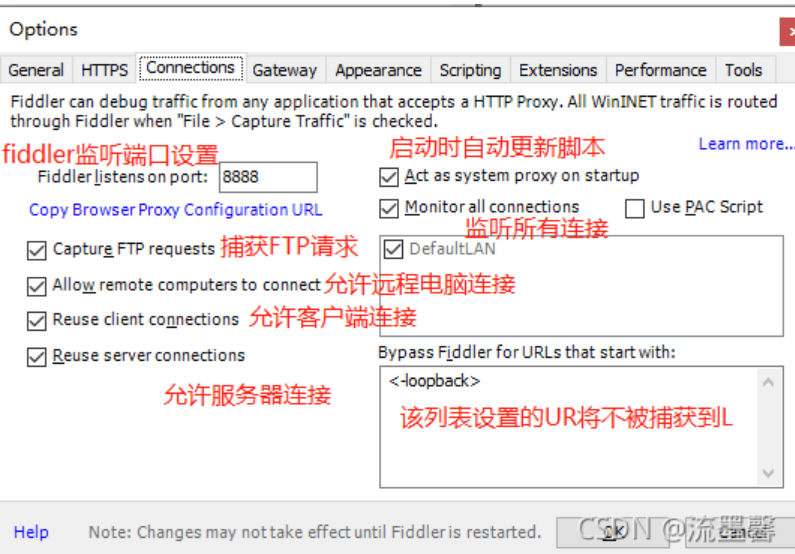 Options
General HTTPS Connections Gateway Appearance Scripting Extensions Performance Tools
Fiddler can debug traffic from any application that accepts a HTTP Proxy. All WinINET traffic is routed
through Fiddler when "File > Capture Traffic" is checked.
Learn more...
fiddler监听端口设置
Fiddler listens on port: 8888
Copy Browser Proxy Configuration URL
Capture FTP requests 捕获FTP请求
Allow remote computers to connect 允许远程电脑连接
Reuse client connections 允许客户端连接
Reuse server connections
允许服务器连接
启动时自动更新脚本
Act as system proxy on startup
Monitor all connections Use PAC Script
监听所有连接
DefaultLAN
Bypass Fiddler for URLs that start with:
<-loopback>
该列表设置的UR将不被捕获到L
Help Note: Changes may not take effect until Fiddler is restarted. OK Cancel
CSDN @流墨馨